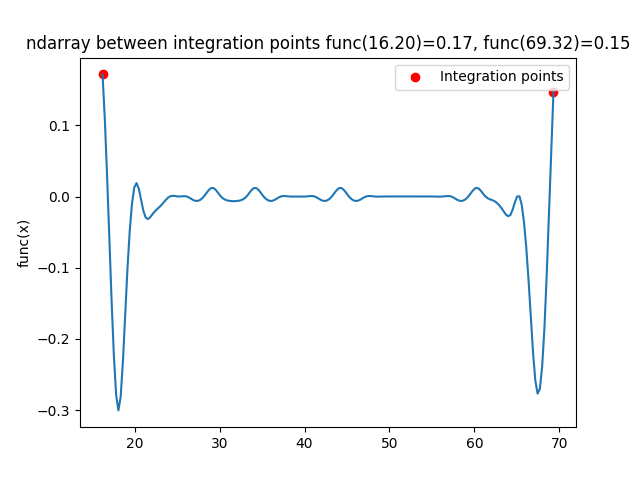 ndarray between integration points func(16.20)=0.17, func(69.32)=0.15
Integration points
func(x)
0.1
0.0
−0.1
−0.2
−0.3
20 30 40 50 60 70